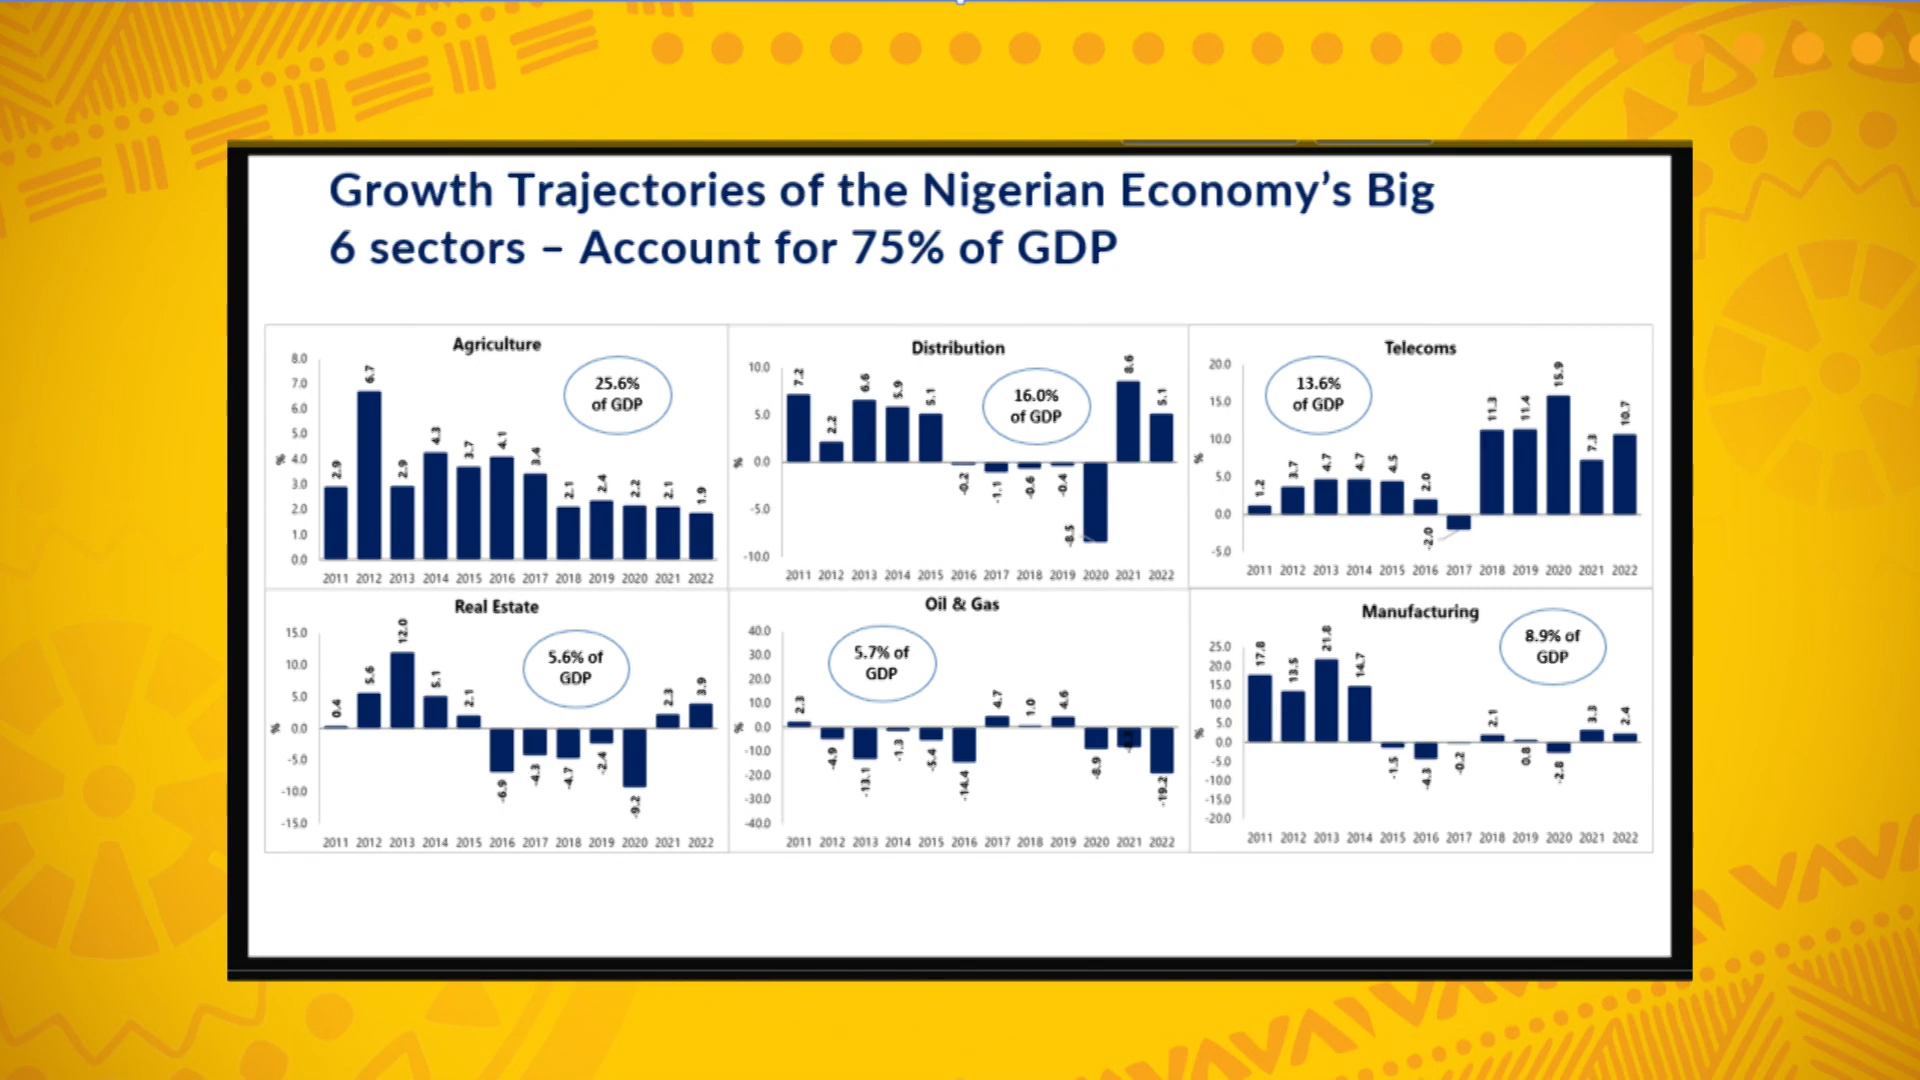 Growth Trajectories of the Nigerian Economy's Big
6 sectors – Account for 75% of GDP
Agriculture
25.6%
of GDP
%
8.0
7.0
6.0
5.0
4.0
3.0
2.0
1.0
0.0
2.9 6.7 2.9 4.3 3.7 4.1 3.4 2.1 2.4 2.2 2.1 1.9
2011 2012 2013 2014 2015 2016 2017 2018 2019 2020 2021 2022
Distribution
16.0%
of GDP
%
10.0
5.0
0.0
-5.0
-10.0
7.2 2.2 6.6 5.9 5.1 -0.2 -1.1 -0.6 -0.4 -8.5 8.6 5.1
2011 2012 2013 2014 2015 2016 2017 2018 2019 2020 2021 2022
Telecoms
13.6%
of GDP
%
20.0
15.0
10.0
5.0
0.0
-5.0
1.2 3.7 4.7 4.7 4.5 2.0 -2.0 11.3 11.4 15.9 7.3 10.7
2011 2012 2013 2014 2015 2016 2017 2018 2019 2020 2021 2022
Real Estate
5.6% of
GDP
%
15.0
10.0
5.0
0.0
-5.0
-10.0
-15.0
0.4 5.6 12.0 5.1 2.1 -6.9 -4.3 -4.7 -2.4 -9.2 2.3 3.9
2011 2012 2013 2014 2015 2016 2017 2018 2019 2020 2021 2022
Oil & Gas
5.7% of
GDP
%
40.0
30.0
20.0
10.0
0.0
-10.0
-20.0
-30.0
-40.0
2.3 -4.9 -13.1 -1.3 -5.4 -14.4 4.7 1.0 4.6 -8.9 -19.2
2011 2012 2013 2014 2015 2016 2017 2018 2019 2020 2021 2022
Manufacturing
8.9% of
GDP
%
25.0
20.0
15.0
10.0
5.0
0.0
-5.0
-10.0
-15.0
-20.0
17.8 13.5 21.8 14.7 -1.5 -4.3 -0.2 2.1 0.8 -2.8 3.3 2.4
2011 2012 2013 2014 2015 2016 2017 2018 2019 2020 2021 2022